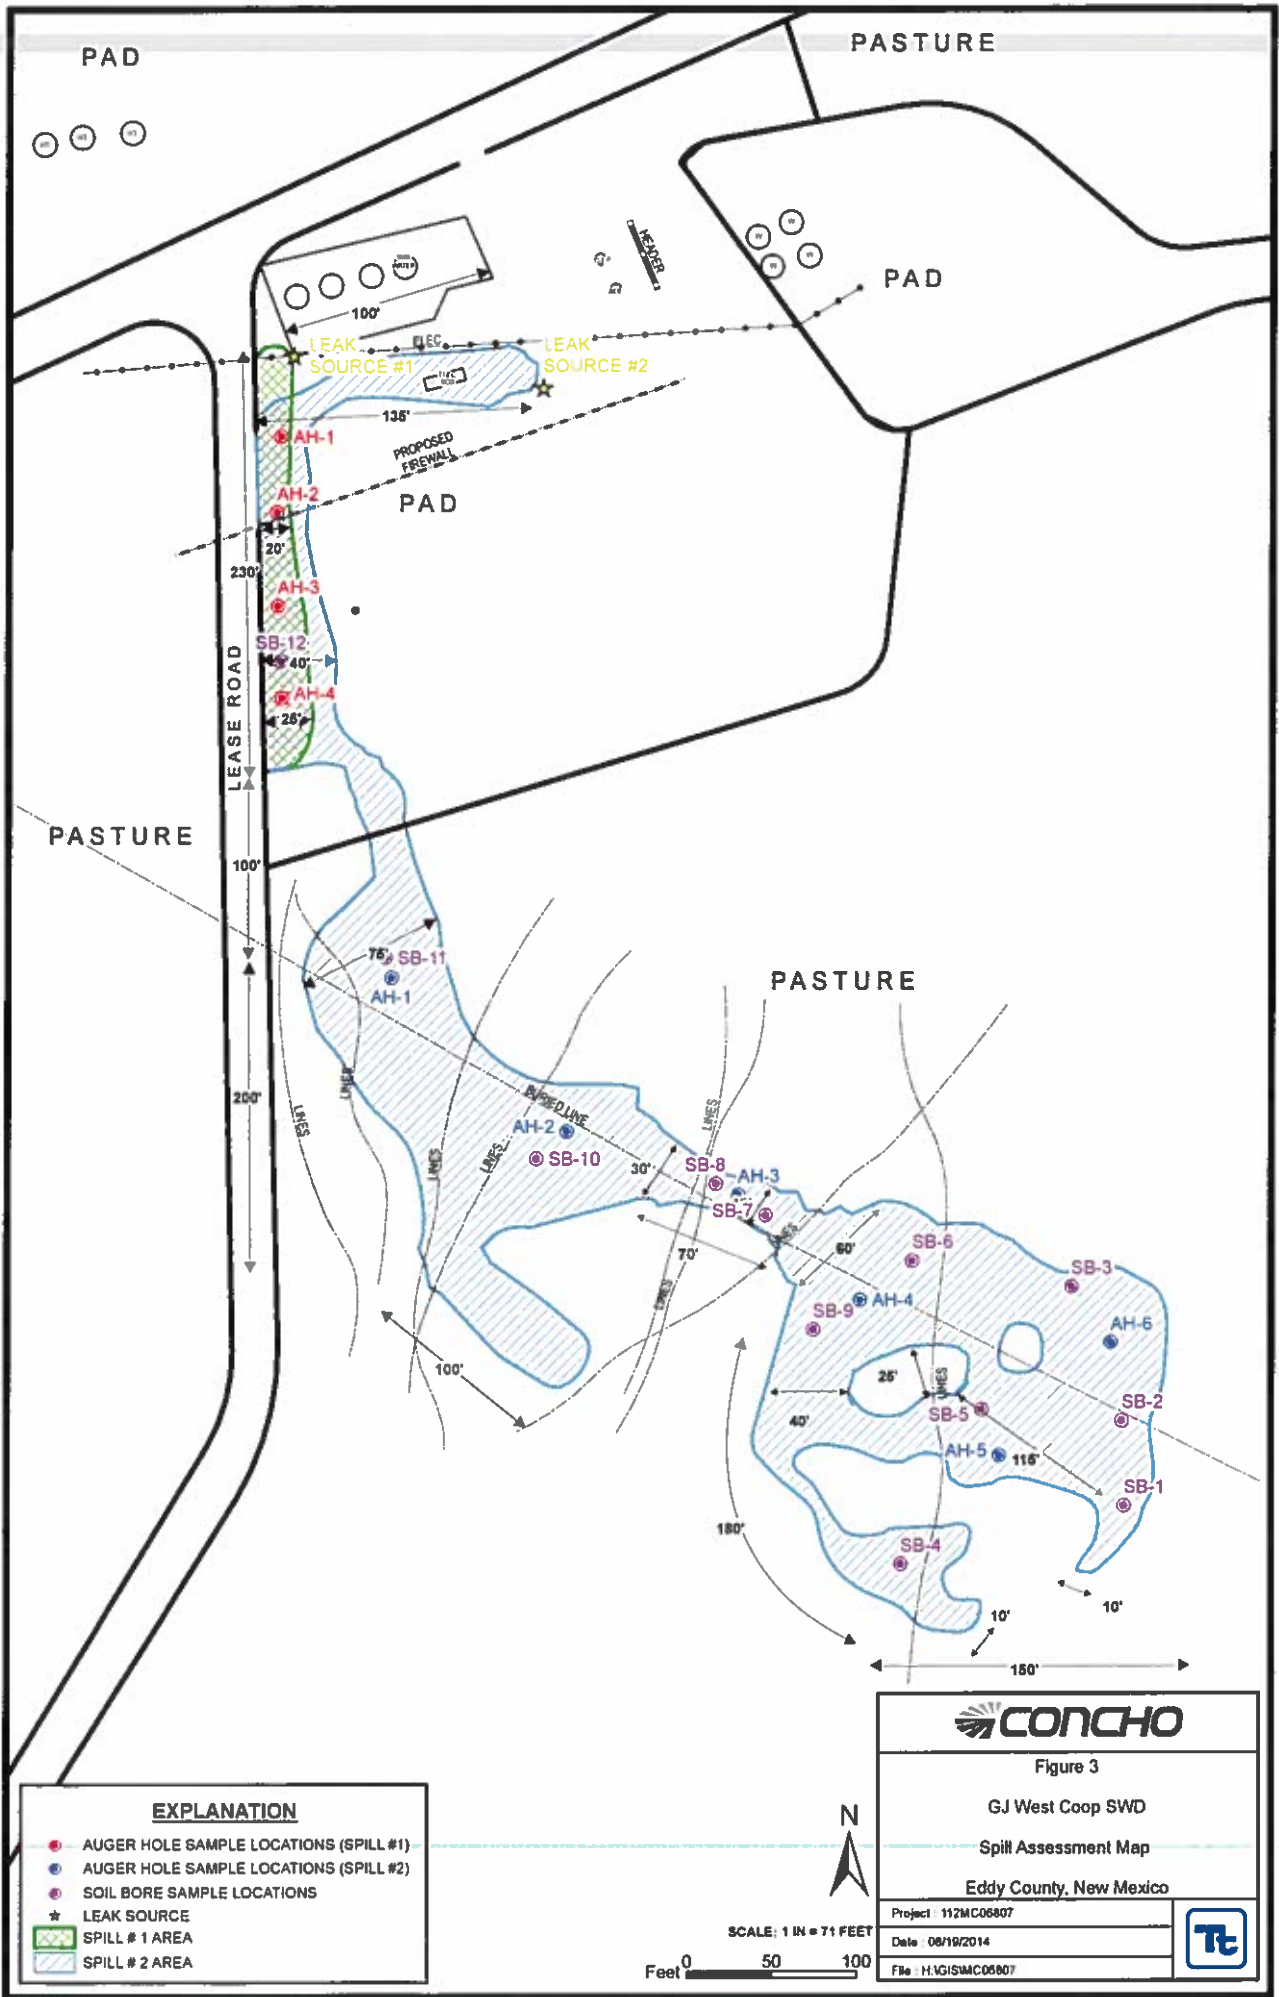 PAD
PASTURE
HEADER
PAD
100'
ELEC
LEAK
SOURCE #1
LEAK
SOURCE #2
135'
AH-1
PROPOSED
FIREWALL
AH-2
PAD
20'
230'
AH-3
SB-12
40'
AH-4
25'
LEASE ROAD
PASTURE
100'
75'
SB-11
AH-1
PASTURE
LINES
LINES
200'
BURIED LINE
AH-2
SB-10
LINES
LINES
LINES
30'
SB-8
AH-3
SB-7
LINES
70'
LINES
60'
SB-6
SB-3
AH-4
SB-9
AH-6
100'
25'
LINES
40'
SB-5
SB-2
AH-5
115'
SB-1
180'
SB-4
10'
10'
150'
CONCHO
Figure 3
GJ West Coop SWD
Spill Assessment Map
Eddy County, New Mexico
Project : 112MC06807
Date : 08/19/2014
File : H:\GIS\MC06807
Tt
EXPLANATION
AUGER HOLE SAMPLE LOCATIONS (SPILL #1)
AUGER HOLE SAMPLE LOCATIONS (SPILL #2)
SOIL BORE SAMPLE LOCATIONS
LEAK SOURCE
SPILL # 1 AREA
SPILL # 2 AREA
N
SCALE: 1 IN = 71 FEET
Feet 0 50 100